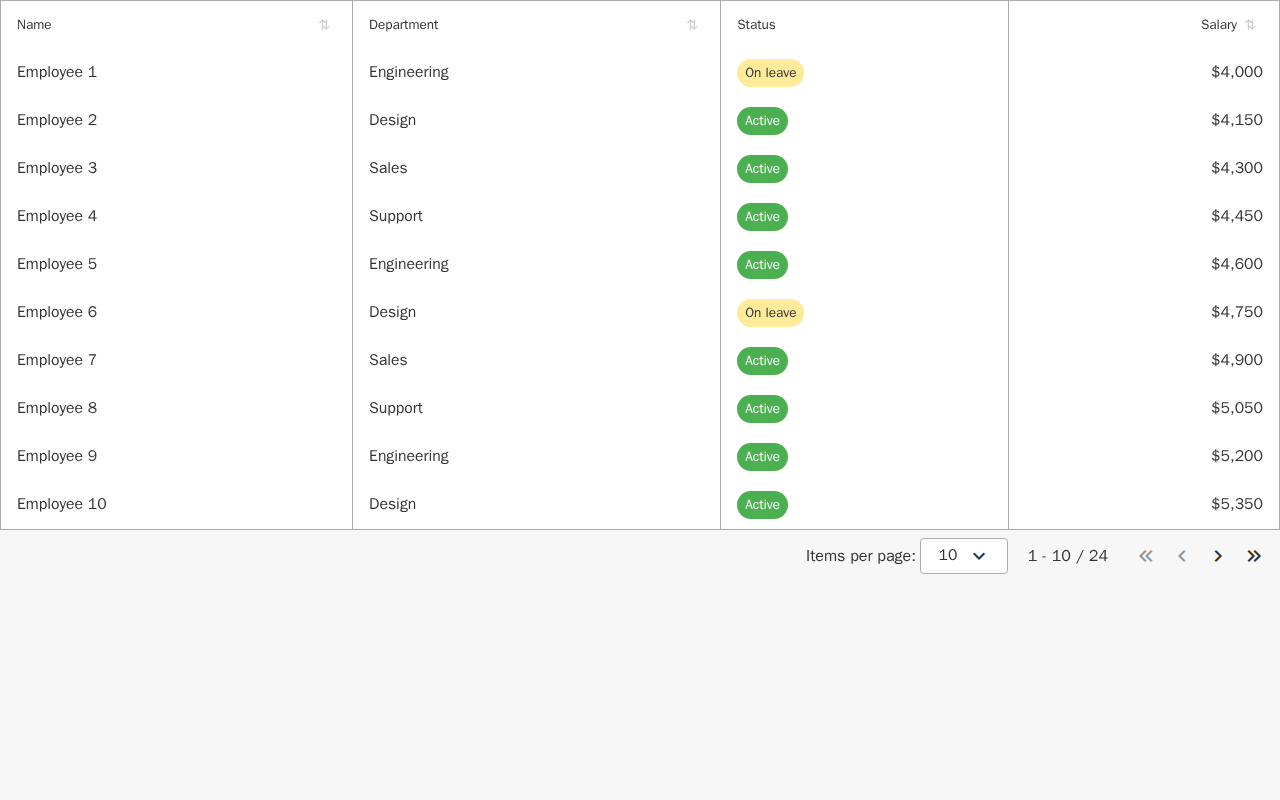 Name Department Status Salary
Employee 1 Engineering On leave $4,000
Employee 2 Design Active $4,150
Employee 3 Sales Active $4,300
Employee 4 Support Active $4,450
Employee 5 Engineering Active $4,600
Employee 6 Design On leave $4,750
Employee 7 Sales Active $4,900
Employee 8 Support Active $5,050
Employee 9 Engineering Active $5,200
Employee 10 Design Active $5,350
Items per page: 10 1 - 10 / 24